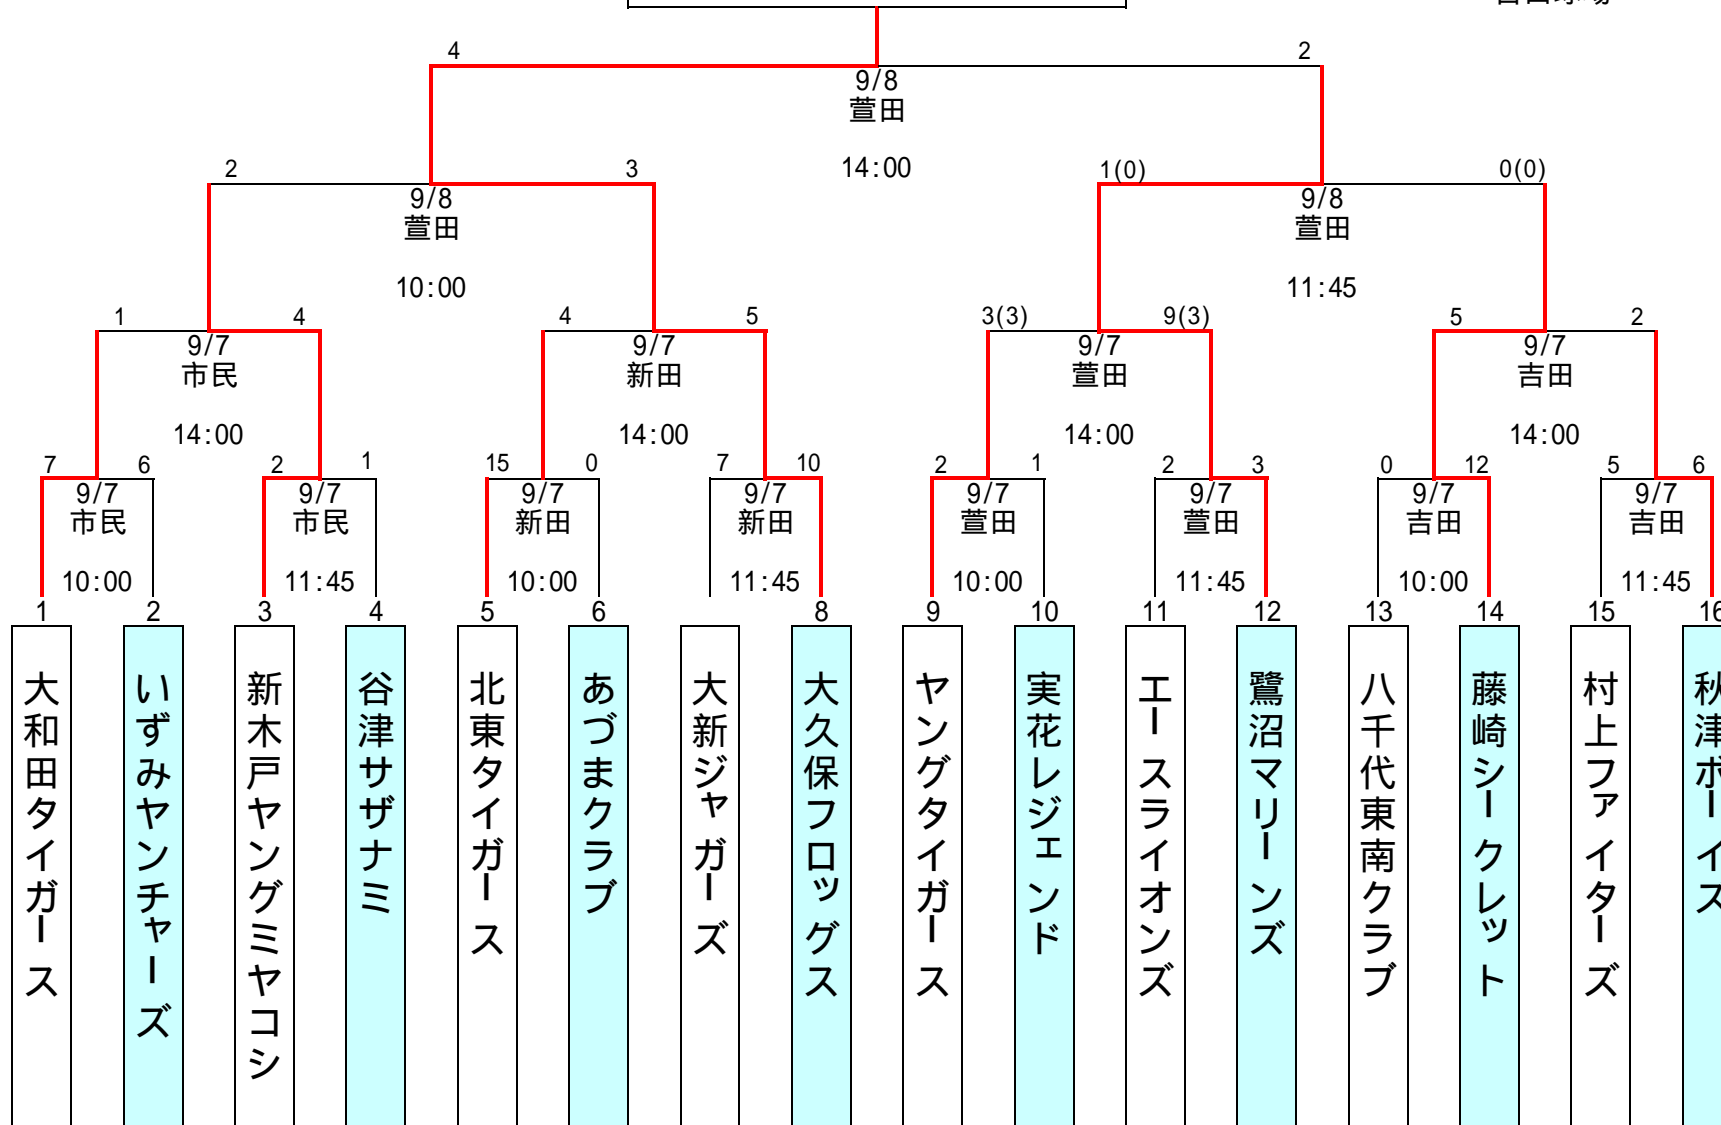 4
2
9/8
萱田
14:00
2
3
1(0)
0(0)
9/8
萱田
10:00
9/8
萱田
11:45
1
4
4
5
3(3)
9(3)
5
2
9/7
市民
14:00
9/7
新田
14:00
9/7
萱田
14:00
9/7
吉田
14:00
7
6
2
1
15
0
7
10
2
1
2
3
0
12
5
6
9/7
市民
10:00
9/7
市民
11:45
9/7
新田
10:00
9/7
新田
11:45
9/7
萱田
10:00
9/7
萱田
11:45
9/7
吉田
10:00
9/7
吉田
11:45
1
2
3
4
5
6
8
9
10
11
12
13
14
15
16
大和田タイガース
いずみヤンチャーズ
新木戸ヤングミヤコシ
谷津サザナミ
北東タイガース
あづまクラブ
大新ジャガーズ
大久保フロッグス
ヤングタイガース
実花レジェンド
エースライオンズ
鷺沼マリーンズ
八千代東南クラブ
藤崎シークレット
村上ファイターズ
秋津ボーイズ